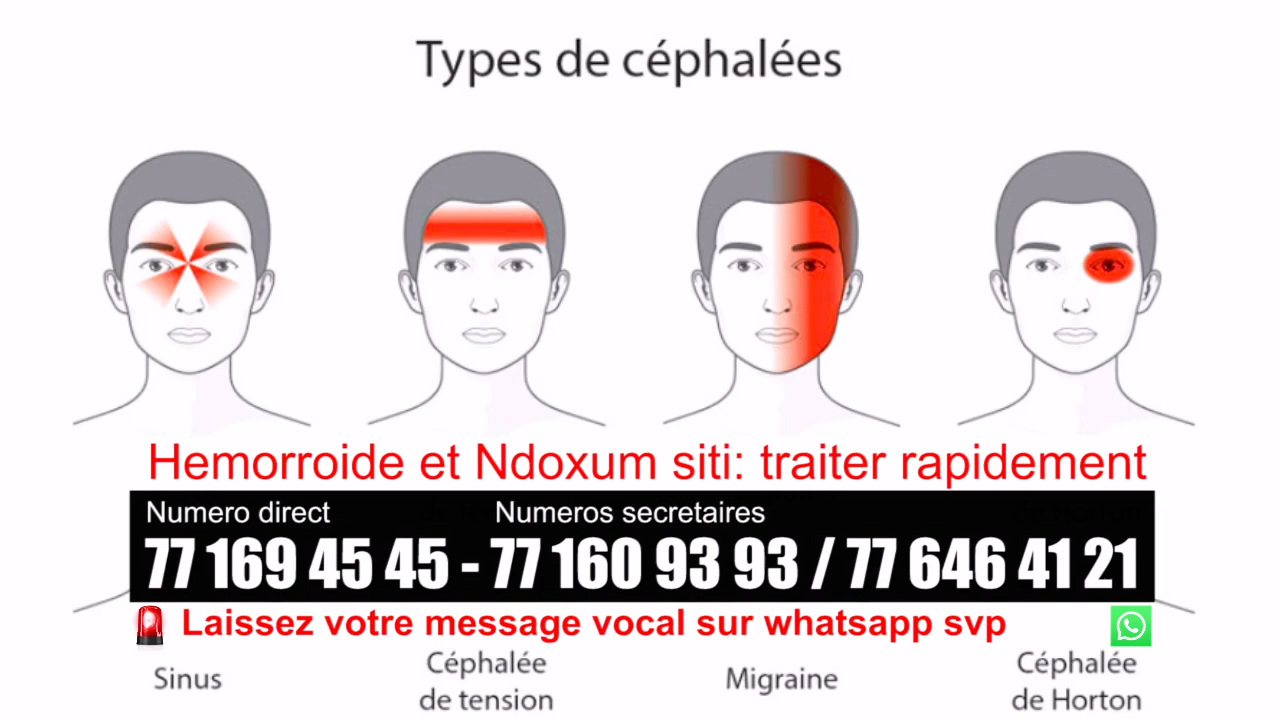 Types de céphalées
Hemorroide et Ndoxum siti: traiter rapidement
Numero direct Numeros secretaires
77 169 45 45 - 77 160 93 93 / 77 646 41 21
Laissez votre message vocal sur whatsapp svp
Sinus
Céphalée
de tension
Migraine
Céphalée
de Horton